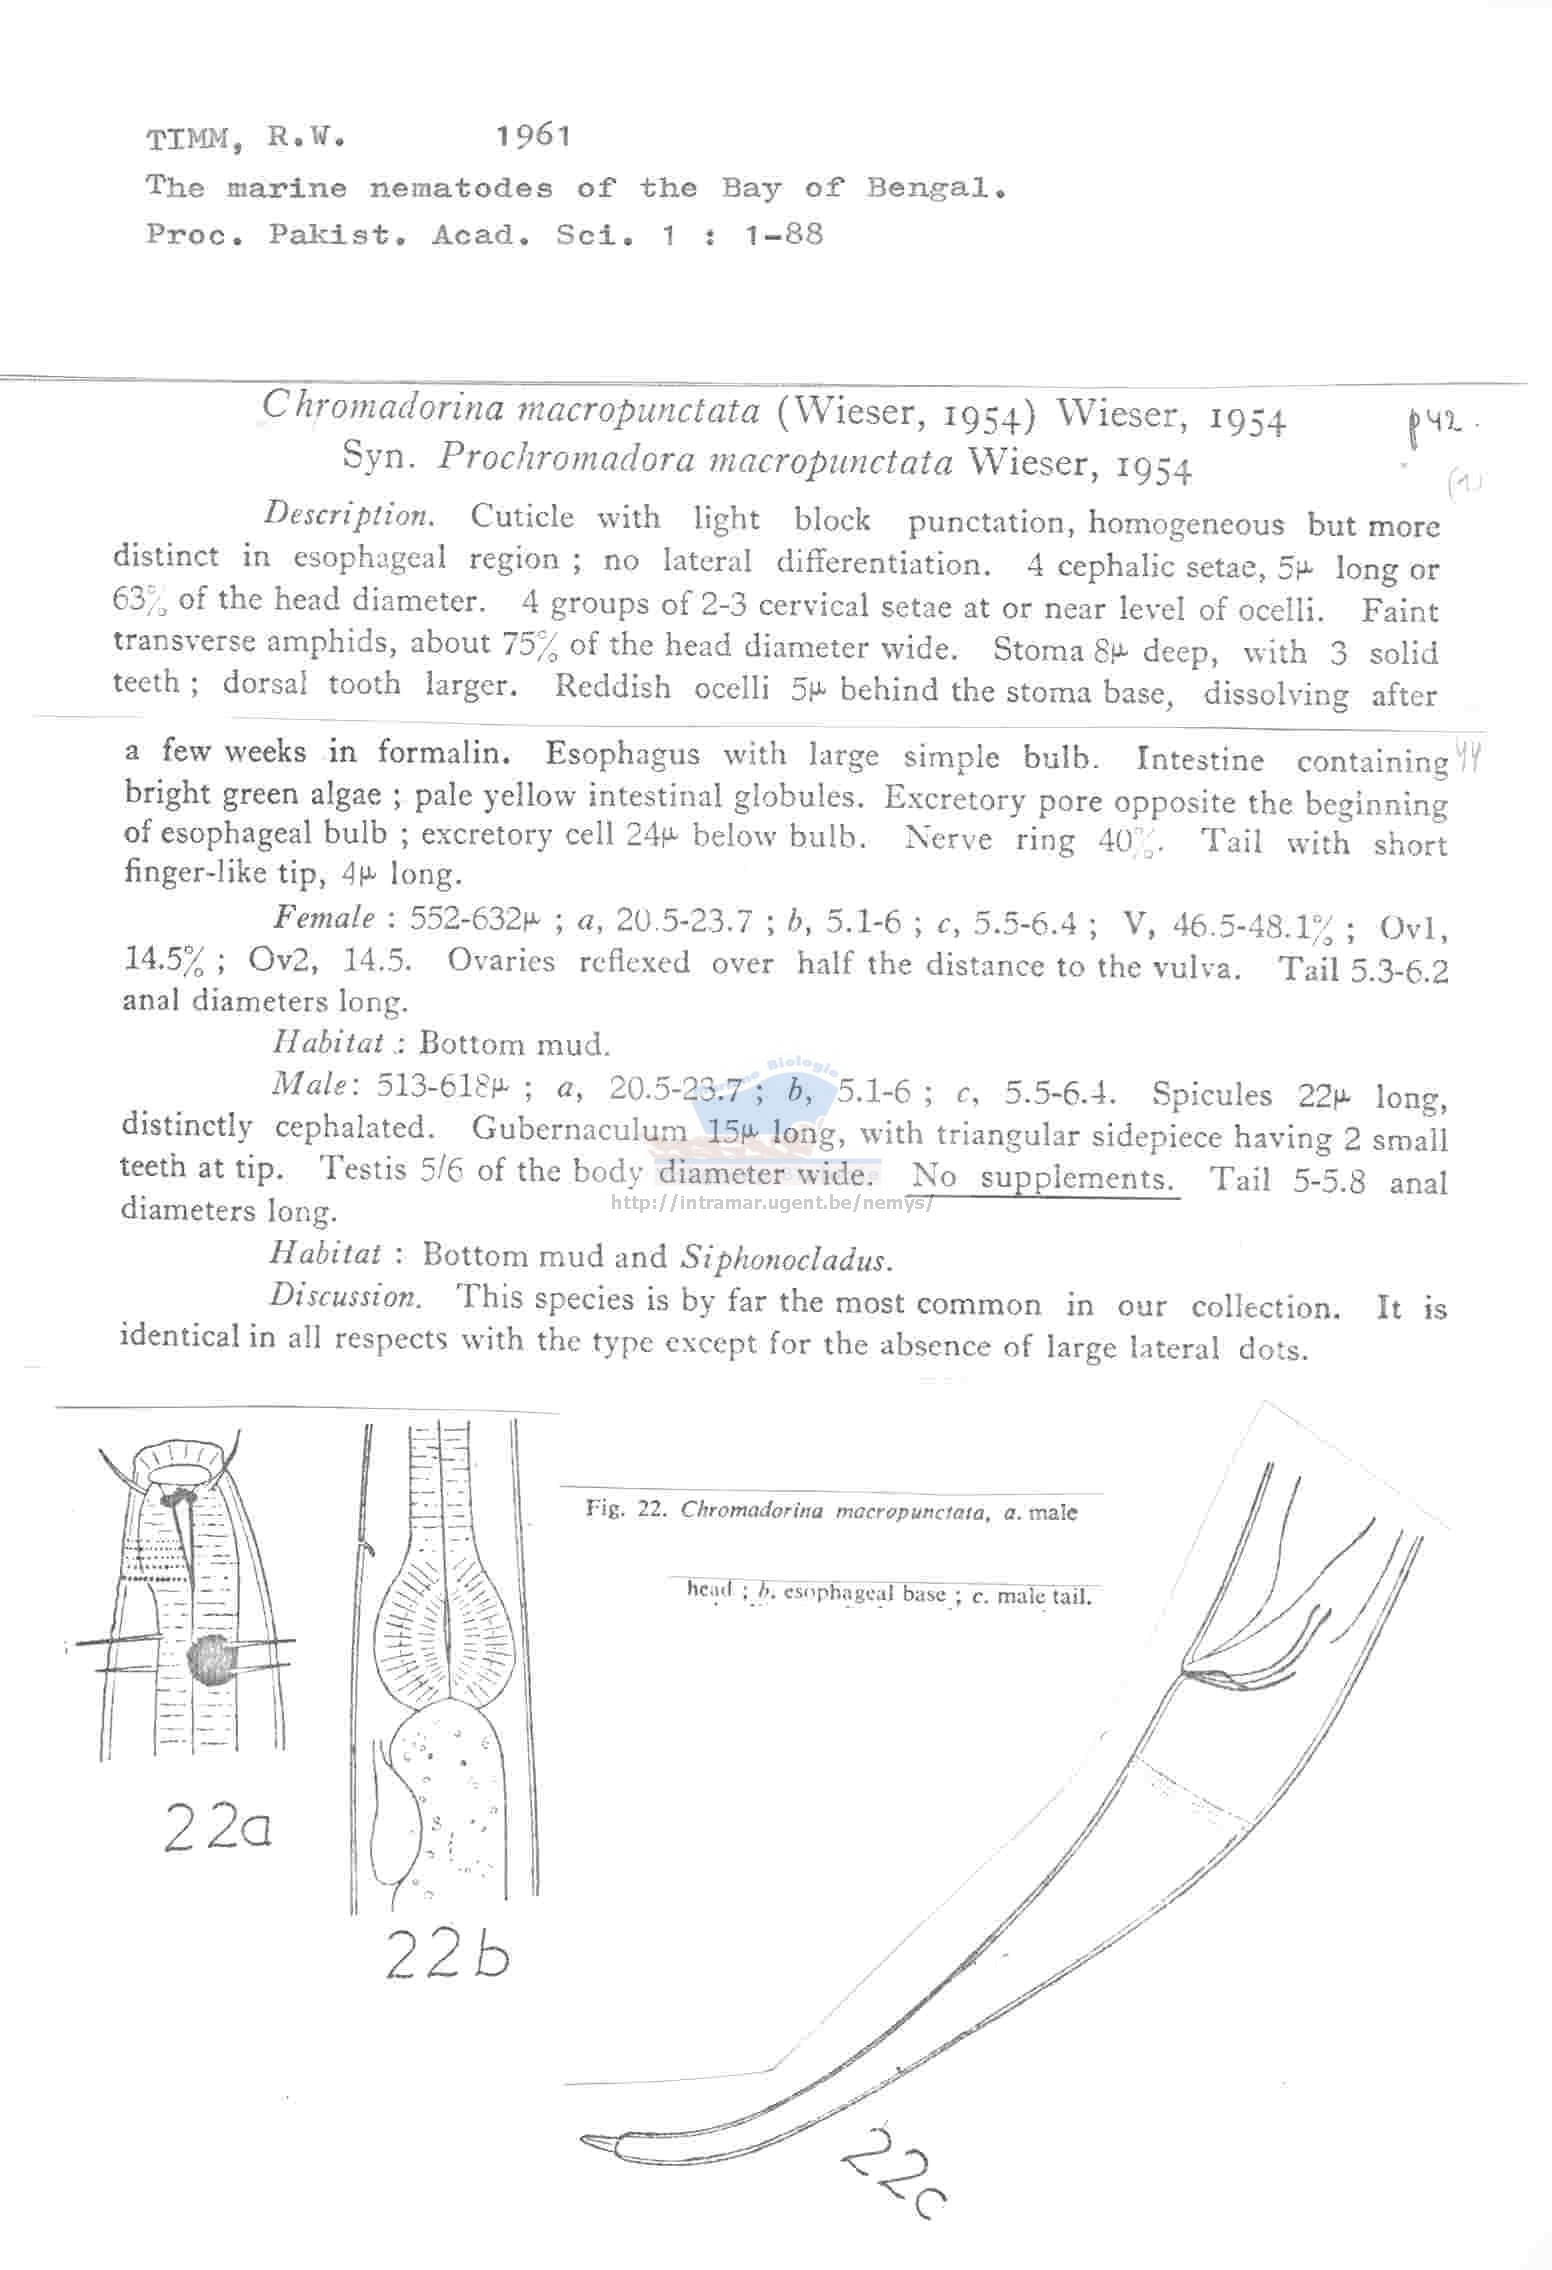 TIMM, R.W. 1961
The marine nematodes of the Bay of Bengal.
Proc. Pakist. Acad. Sci. 1 : 1-88
Chromadorina macropunctata (Wieser, 1954) Wieser, 1954
p42.
Syn. Prochromadora macropunctata Wieser, 1954
Description. Cuticle with light block punctation, homogeneous but more
distinct in esophageal region ; no lateral differentiation. 4 cephalic setae, 5μ long or
63% of the head diameter. 4 groups of 2-3 cervical setae at or near level of ocelli. Faint
transverse amphids, about 75% of the head diameter wide. Stoma 8μ deep, with 3 solid
teeth ; dorsal tooth larger. Reddish ocelli 5μ behind the stoma base, dissolving after
a few weeks in formalin. Esophagus with large simple bulb. Intestine containing
44
bright green algae ; pale yellow intestinal globules. Excretory pore opposite the beginning
of esophageal bulb ; excretory cell 24μ below bulb. Nerve ring 40%. Tail with short
finger-like tip, 4μ long.
Female : 552-632μ ; a, 20.5-23.7 ; b, 5.1-6 ; c, 5.5-6.4 ; V, 46.5-48.1% ; Ov1,
14.5% ; Ov2, 14.5. Ovaries reflexed over half the distance to the vulva. Tail 5.3-6.2
anal diameters long.
Habitat : Bottom mud.
Male: 513-618μ ; a, 20.5-23.7 ; b, 5.1-6 ; c, 5.5-6.4. Spicules 22μ long,
distinctly cephalated. Gubernaculum 15μ long, with triangular sidepiece having 2 small
teeth at tip. Testis 5/6 of the body diameter wide. No supplements. Tail 5-5.8 anal
http://intramar.ugent.be/nemys/
diameters long.
Habitat : Bottom mud and Siphonocladus.
Discussion. This species is by far the most common in our collection. It is
identical in all respects with the type except for the absence of large lateral dots.
Fig. 22. Chromadorina macropunctata, a. male
head ; b. esophageal base ; c. male tail.
22a
22b
22c